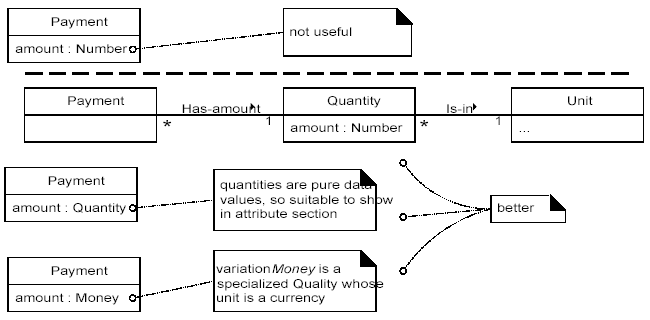 Payment
amount : Number
not useful
Payment
Has-amount
*
1
Quantity
amount : Number
Is-in
*
1
Unit
...
Payment
amount : Quantity
quantities are pure data
values, so suitable to show
in attribute section
better
Payment
amount : Money
variation Money is a
specialized Quality whose
unit is a currency